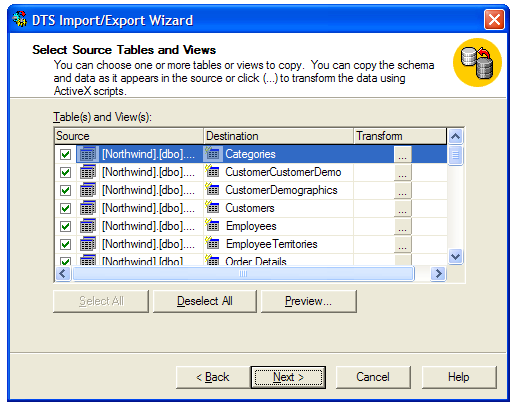 DTS Import/Export Wizard
Select Source Tables and Views
You can choose one or more tables or views to copy. You can copy the schema
and data as it appears in the source or click (...) to transform the data using
ActiveX scripts.
Table(s) and View(s):
Source Destination Transform
[Northwind].[dbo].... Categories ...
[Northwind].[dbo].... CustomerCustomerDemo ...
[Northwind].[dbo].... CustomerDemographics ...
[Northwind].[dbo].... Customers ...
[Northwind].[dbo].... Employees ...
[Northwind].[dbo].... EmployeeTerritories ...
[Northwind].[dbo].... Order Details ...
Select All Deselect All Preview...
< Back Next > Cancel Help